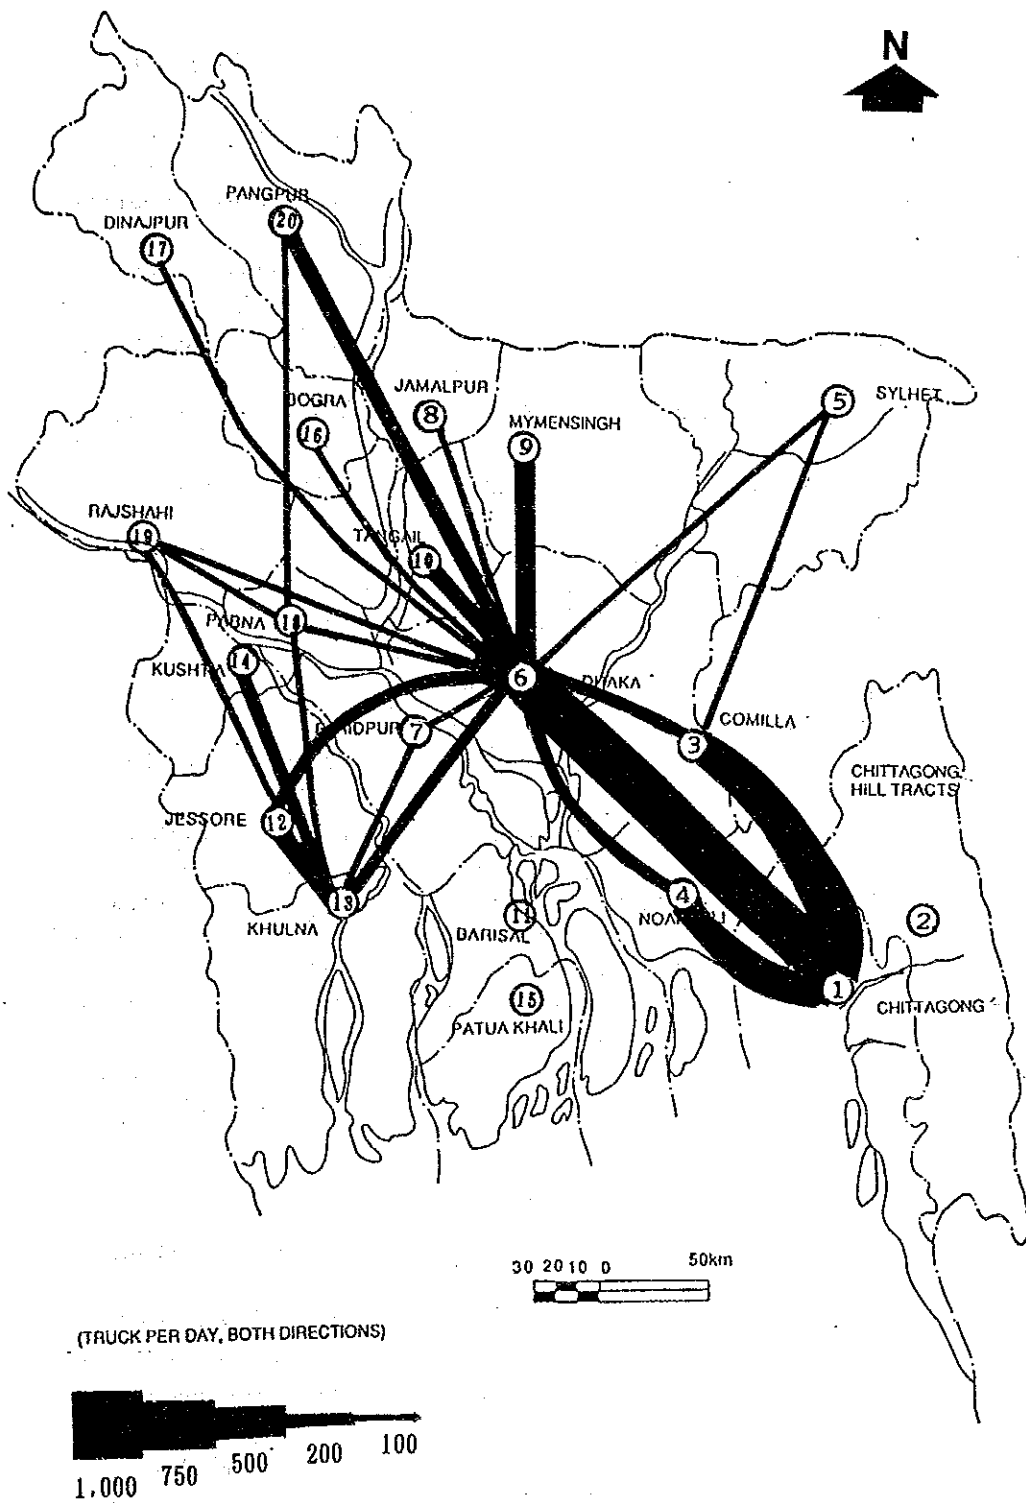 N
PANGPUR
20
DINAJPUR
17
JAMALPUR
8
BOGRA
16
MYMENSINGH
9
5
SYLHET
RAJSHAHI
19
TANGAIL
10
PABNA
18
KUSHTIA
14
6
DHAKA
7
3
COMILLA
CHITTAGONG
HILL TRACTS
JESSORE
12
13
KHULNA
4
11
BARISAL
2
1
CHITTAGONG
15
PATUA KHALI
30 20 10 0 50km
(TRUCK PER DAY, BOTH DIRECTIONS)
1,000 750 500 200 100